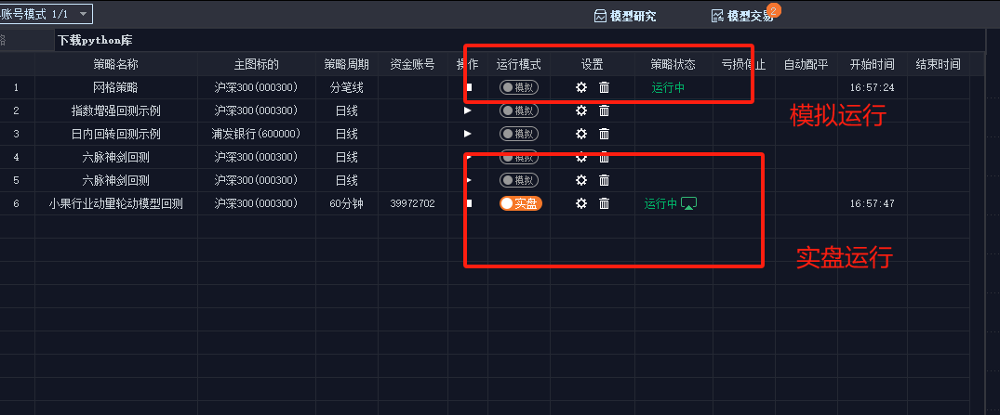 账号模式 1/1 模型研究 模型交易 2
略 下载python库
策略名称 主图标的 策略周期 资金账号 操作 运行模式 设置 策略状态 亏损停止 自动配平 开始时间 结束时间
1 网格策略 沪深300(000300) 分笔线 模拟 运行中 16:57:24
2 指数增强回测示例 沪深300(000300) 日线 模拟
模拟运行
3 日内回转回测示例 浦发银行(600000) 日线 模拟
4 六脉神剑回测 沪深300(000300) 日线 模拟
5 六脉神剑回测 沪深300(000300) 日线 模拟
6 小果行业动量轮动模型回测 沪深300(000300) 60分钟 39972702 实盘 运行中 16:57:47
实盘运行